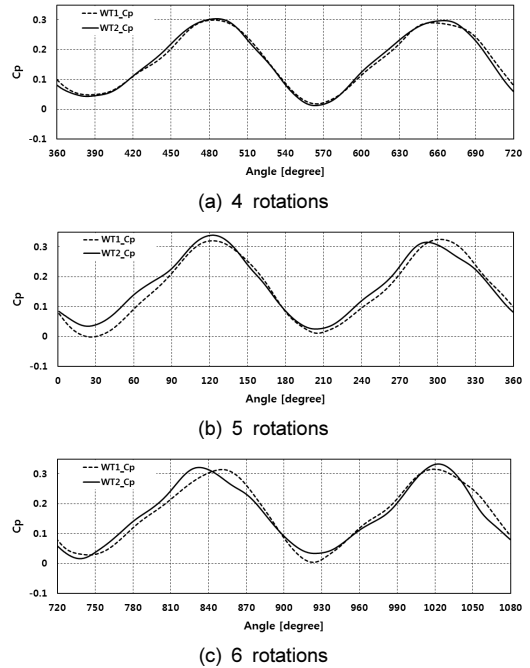 WT1_Cp
WT2_Cp
0.3
0.2
0.1
0
-0.1
Cp
360 390 420 450 480 510 540 570 600 630 660 690 720
Angle [degree]
(a) 4 rotations
WT1_Cp
WT2_Cp
0.3
0.2
0.1
0
-0.1
Cp
0 30 60 90 120 150 180 210 240 270 300 330 360
Angle [degree]
(b) 5 rotations
WT1_Cp
WT2_Cp
0.3
0.2
0.1
0
-0.1
Cp
720 750 780 810 840 870 900 930 960 990 1020 1050 1080
Angle [degree]
(c) 6 rotations